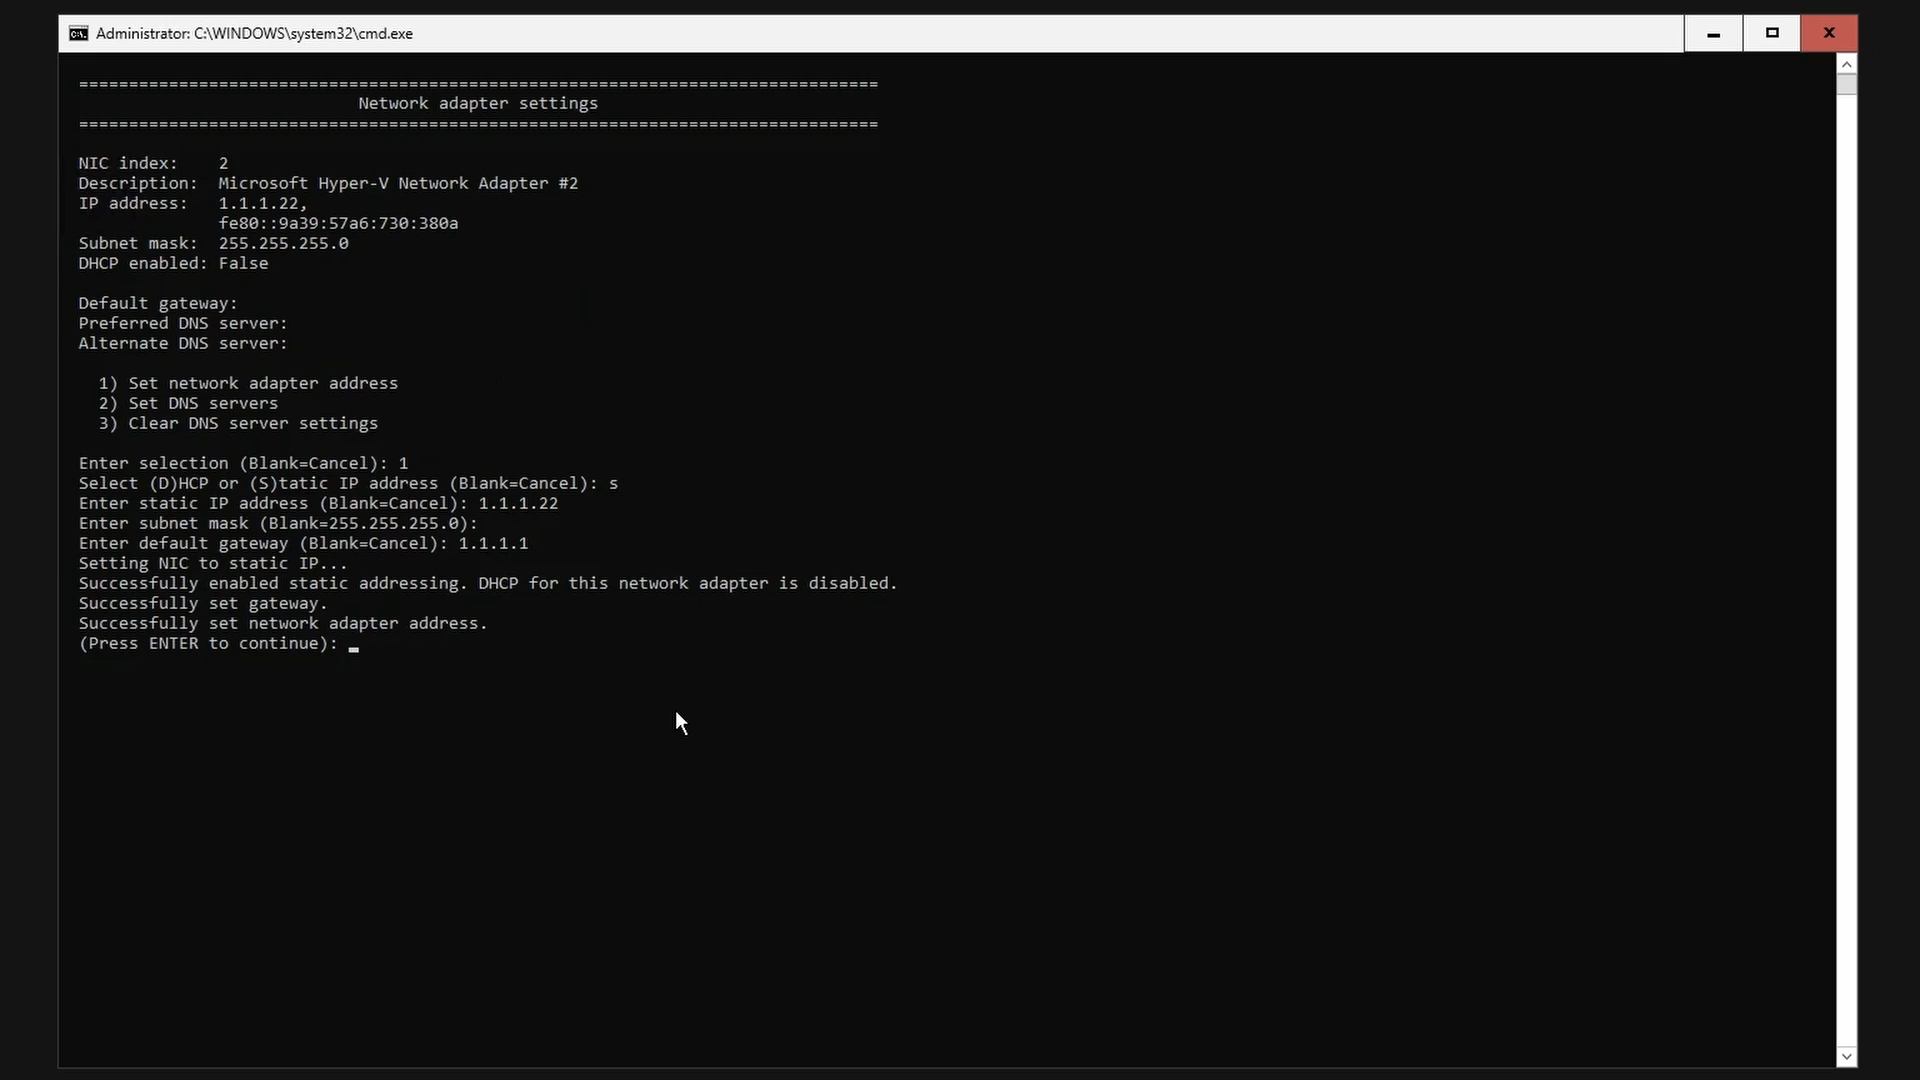 Administrator: C:\WINDOWS\system32\cmd.exe
================================================================================
Network adapter settings
================================================================================
NIC index: 2
Description: Microsoft Hyper-V Network Adapter #2
IP address: 1.1.1.22,
fe80::9a39:57a6:730:380a
Subnet mask: 255.255.255.0
DHCP enabled: False
Default gateway:
Preferred DNS server:
Alternate DNS server:
1) Set network adapter address
2) Set DNS servers
3) Clear DNS server settings
Enter selection (Blank=Cancel): 1
Select (D)HCP or (S)tatic IP address (Blank=Cancel): s
Enter static IP address (Blank=Cancel): 1.1.1.22
Enter subnet mask (Blank=255.255.255.0):
Enter default gateway (Blank=Cancel): 1.1.1.1
Setting NIC to static IP...
Successfully enabled static addressing. DHCP for this network adapter is disabled.
Successfully set gateway.
Successfully set network adapter address.
(Press ENTER to continue):